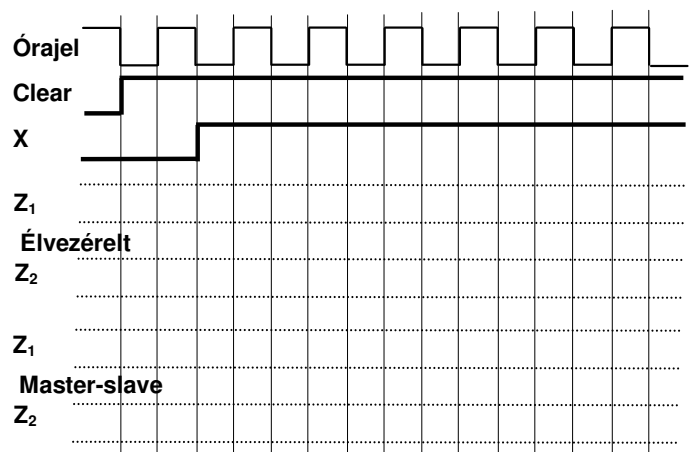 Órajel
Clear
X
Z₁
Élvezérelt
Z₂
Z₁
Master-slave
Z₂